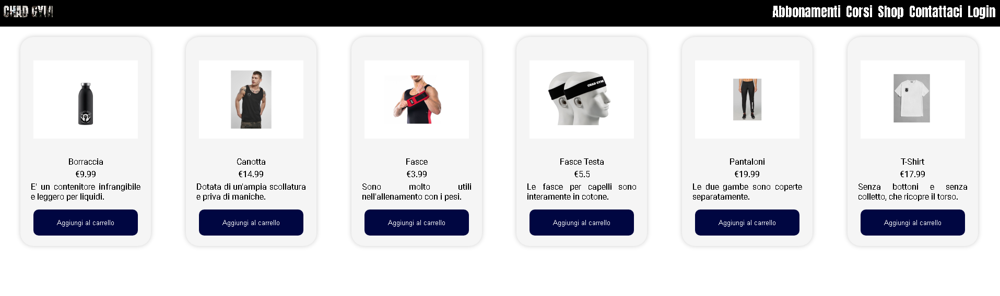 CHAD GYM
Abbonamenti Corsi Shop Contattaci Login
CHAD GYM
Borraccia
€9.99
E' un contenitore infrangibile
e leggero per liquidi.
Aggiungi al carrello
Canotta
€14.99
Dotata di un'ampia scollatura
e priva di maniche.
Aggiungi al carrello
Fasce
€3.99
Sono molto utili
nell'allenamento con i pesi.
Aggiungi al carrello
Fasce Testa
€5.5
Le fasce per capelli sono
interamente in cotone.
Aggiungi al carrello
Pantaloni
€19.99
Le due gambe sono coperte
separatamente.
Aggiungi al carrello
T-Shirt
€17.99
Senza bottoni e senza
colletto, che ricopre il torso.
Aggiungi al carrello